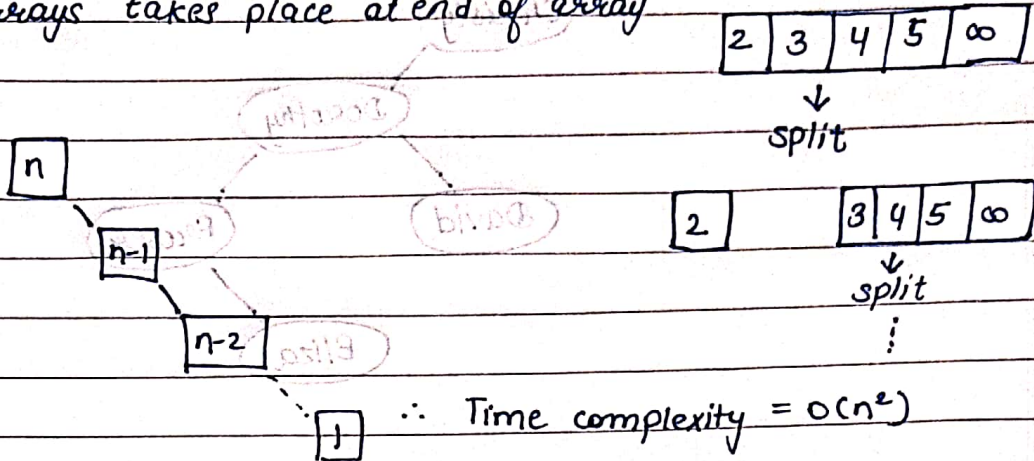 rays takes place at end of array
2 3 4 5 ∞
↓
split
n
2
3 4 5 ∞
n-1
↓
split
n-2
1
∴ Time complexity = O(n²)